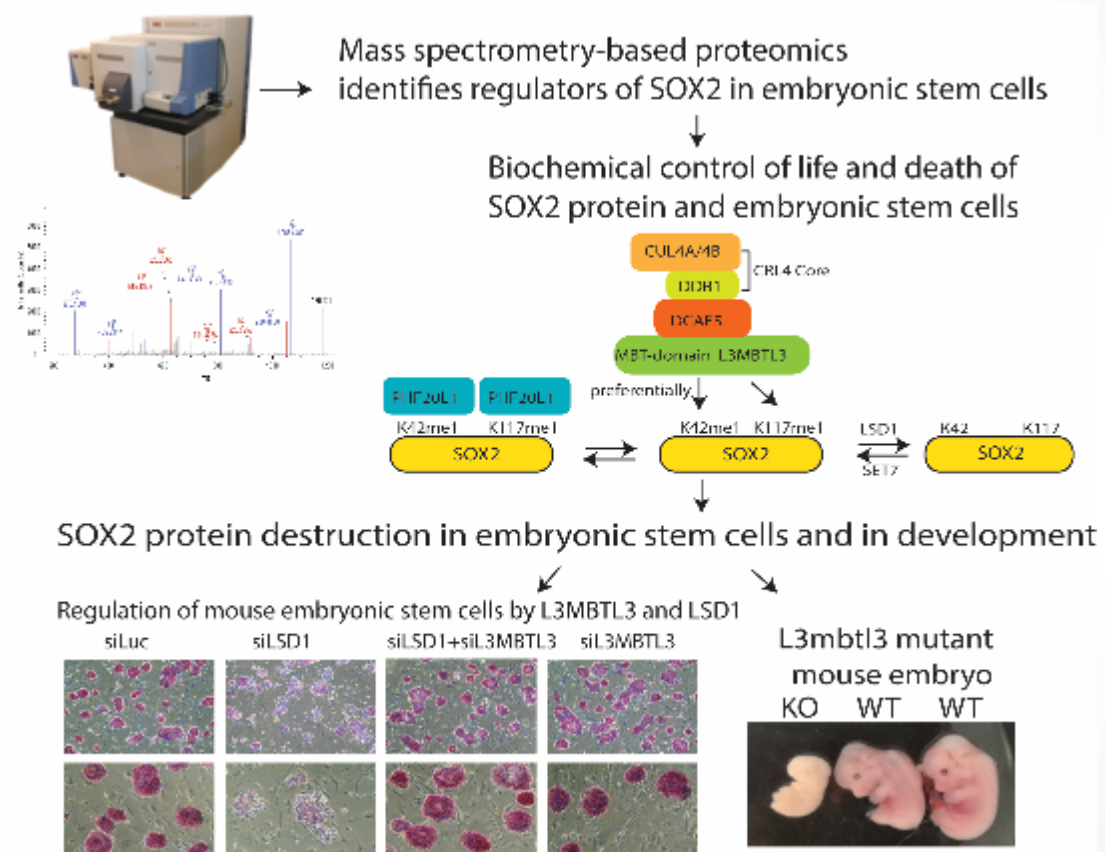 Mass spectrometry-based proteomics
identifies regulators of SOX2 in embryonic stem cells
Biochemical control of life and death of
SOX2 protein and embryonic stem cells
CUL4A/4B
DDB1
CRL4 Core
DCAF5
MBT-domain L3MBTL3
preferentially
PHF20L1 PHF20L1
K42me1 K117me1
SOX2
K42me1 K117me1
SOX2
LSD1
SET7
K42 K117
SOX2
SOX2 protein destruction in embryonic stem cells and in development
Regulation of mouse embryonic stem cells by L3MBTL3 and LSD1
siLuc siLSD1 siLSD1+siL3MBTL3 siL3MBTL3
L3mbtl3 mutant
mouse embryo
KO WT WT